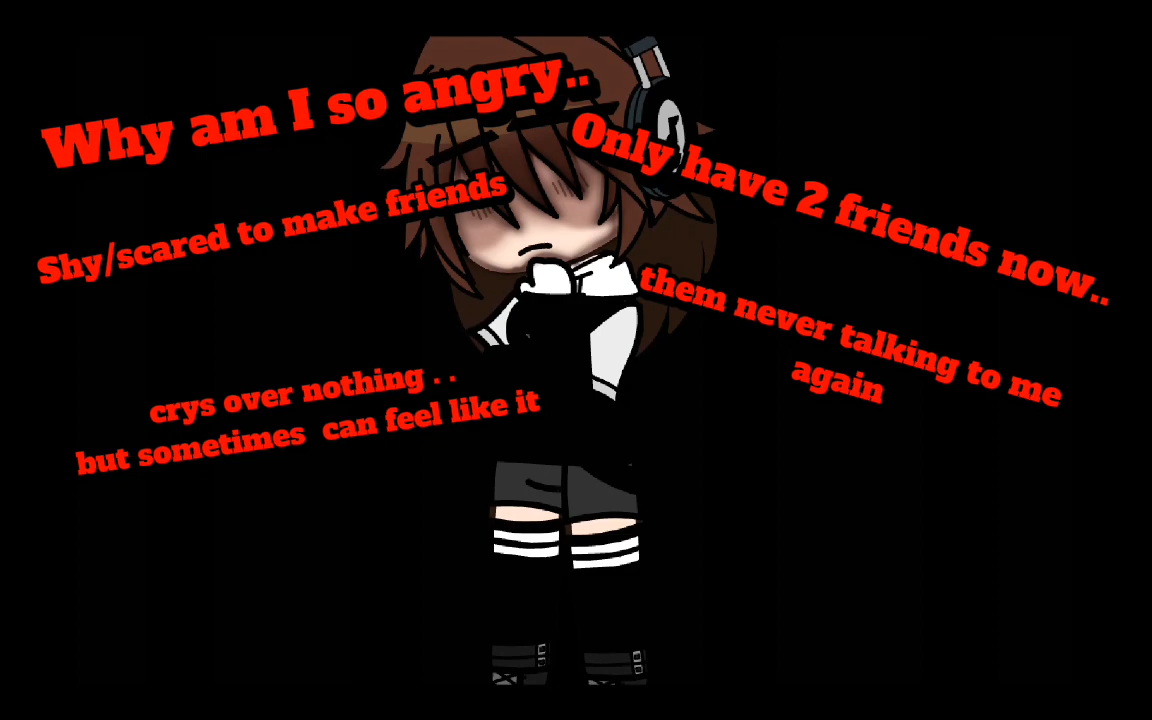 Why am I so angry..
Only have 2 friends now..
Shy/scared to make friends
them never talking to me
again
crys over nothing . .
but sometimes can feel like it